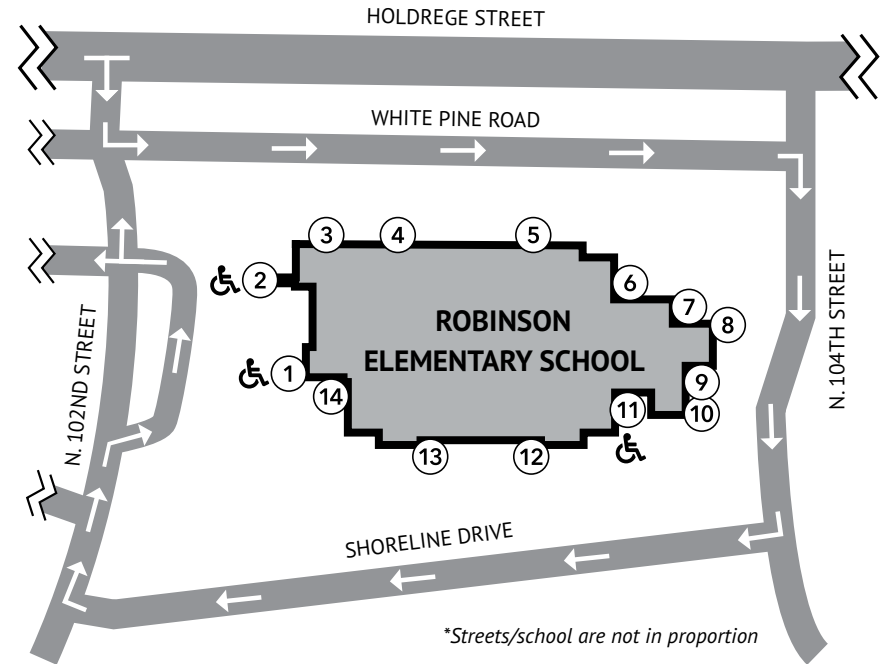 HOLDREGE STREET
WHITE PINE ROAD
3
4
5
2
6
7
8
ROBINSON
ELEMENTARY SCHOOL
N. 104TH STREET
N. 102ND STREET
1
14
9
11
10
13
12
SHORELINE DRIVE
*Streets/school are not in proportion